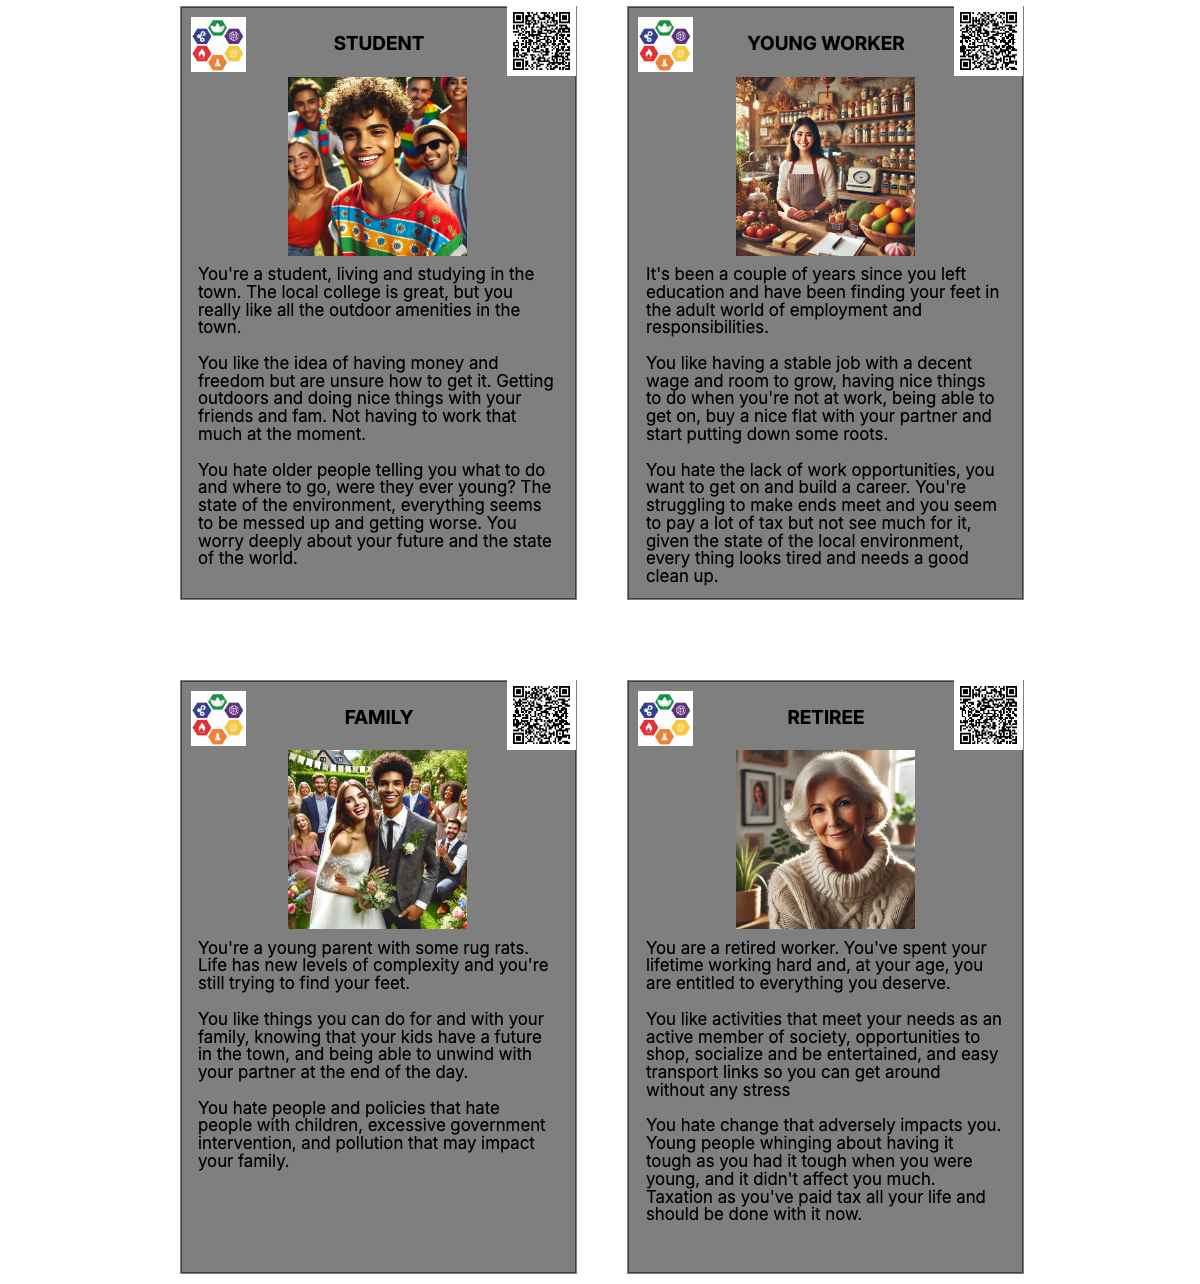 STUDENT
You're a student, living and studying in the
town. The local college is great, but you
really like all the outdoor amenities in the
town.
You like the idea of having money and
freedom but are unsure how to get it. Getting
outdoors and doing nice things with your
friends and fam. Not having to work that
much at the moment.
You hate older people telling you what to do
and where to go, were they ever young? The
state of the environment, everything seems
to be messed up and getting worse. You
worry deeply about your future and the state
of the world.
YOUNG WORKER
It's been a couple of years since you left
education and have been finding your feet in
the adult world of employment and
responsibilities.
You like having a stable job with a decent
wage and room to grow, having nice things
to do when you're not at work, being able to
get on, buy a nice flat with your partner and
start putting down some roots.
You hate the lack of work opportunities, you
want to get on and build a career. You're
struggling to make ends meet and you seem
to pay a lot of tax but not see much for it,
given the state of the local environment,
every thing looks tired and needs a good
clean up.
FAMILY
You're a young parent with some rug rats.
Life has new levels of complexity and you're
still trying to find your feet.
You like things you can do for and with your
family, knowing that your kids have a future
in the town, and being able to unwind with
your partner at the end of the day.
You hate people and policies that hate
people with children, excessive government
intervention, and pollution that may impact
your family.
RETIREE
You are a retired worker. You've spent your
lifetime working hard and, at your age, you
are entitled to everything you deserve.
You like activities that meet your needs as an
active member of society, opportunities to
shop, socialize and be entertained, and easy
transport links so you can get around
without any stress
You hate change that adversely impacts you.
Young people whinging about having it
tough as you had it tough when you were
young, and it didn't affect you much.
Taxation as you've paid tax all your life and
should be done with it now.